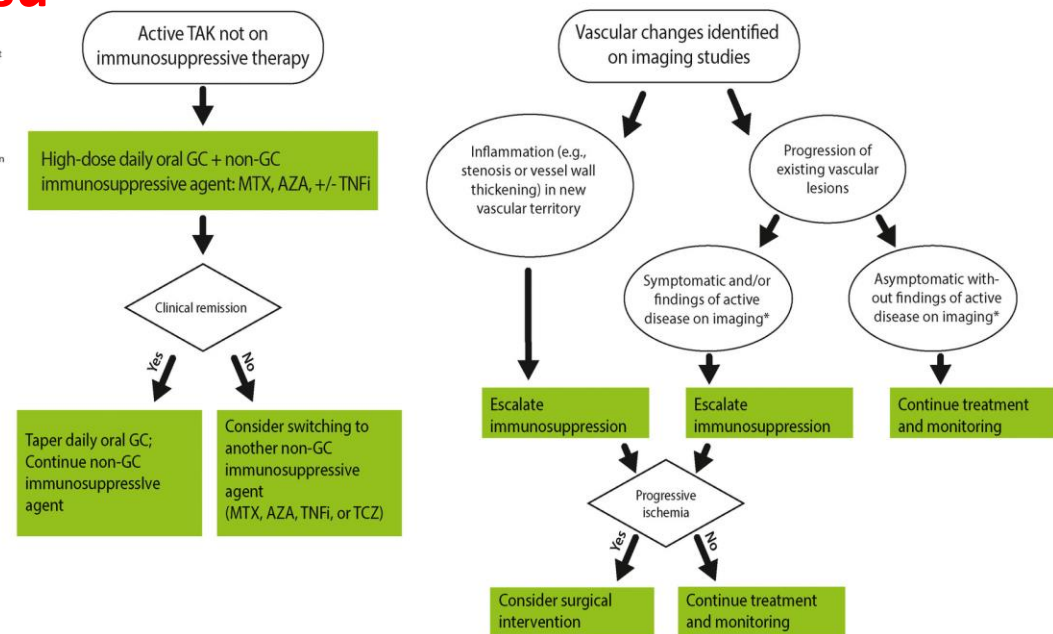 Active TAK not on
immunosuppressive therapy
High-dose daily oral GC + non-GC
immunosuppressive agent: MTX, AZA, +/- TNFi
Clinical remission
Yes
No
Taper daily oral GC;
Continue non-GC
immunosuppressive
agent
Consider switching to
another non-GC
immunosuppressive
agent
(MTX, AZA, TNFi, or TCZ)
Vascular changes identified
on imaging studies
Inflammation (e.g.,
stenosis or vessel wall
thickening) in new
vascular territory
Progression of
existing vascular
lesions
Symptomatic and/or
findings of active
disease on imaging*
Asymptomatic with-
out findings of active
disease on imaging*
Escalate
immunosuppression
Escalate
immunosuppression
Continue treatment
and monitoring
Progressive
ischemia
Yes
No
Consider surgical
intervention
Continue treatment
and monitoring